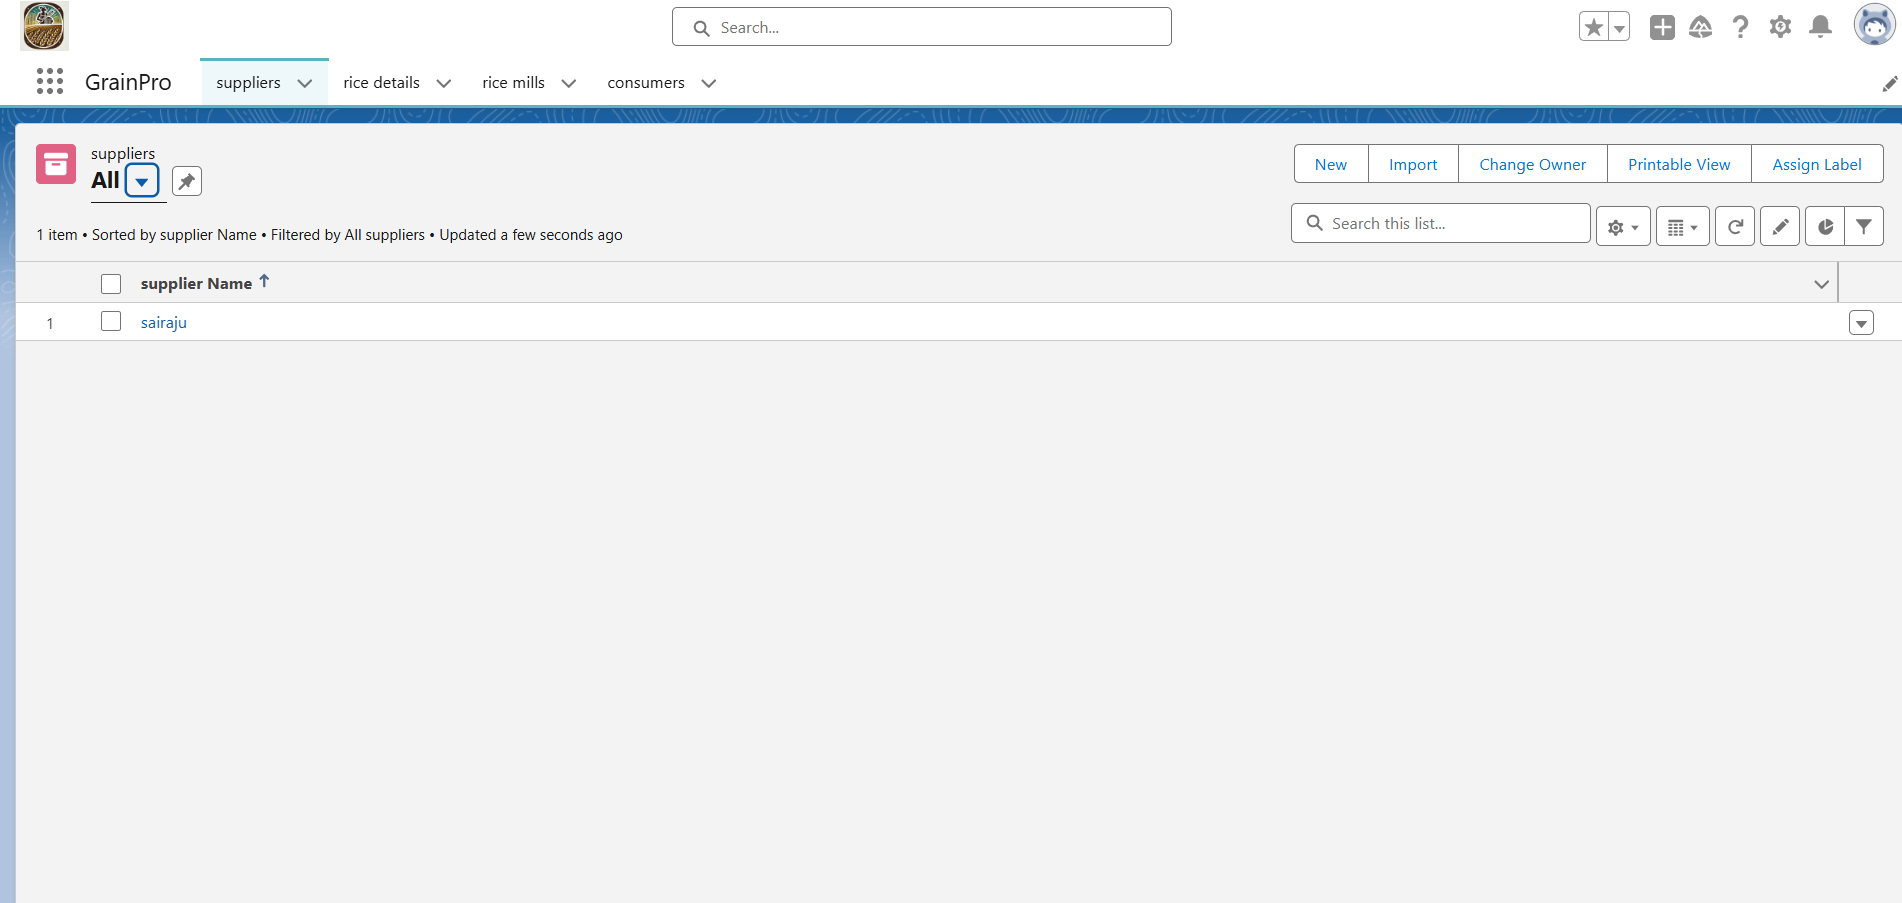 Search...
GrainPro
suppliers
rice details
rice mills
consumers
suppliers
All
New
Import
Change Owner
Printable View
Assign Label
1 item • Sorted by supplier Name • Filtered by All suppliers • Updated a few seconds ago
Search this list...
supplier Name
1
sairaju